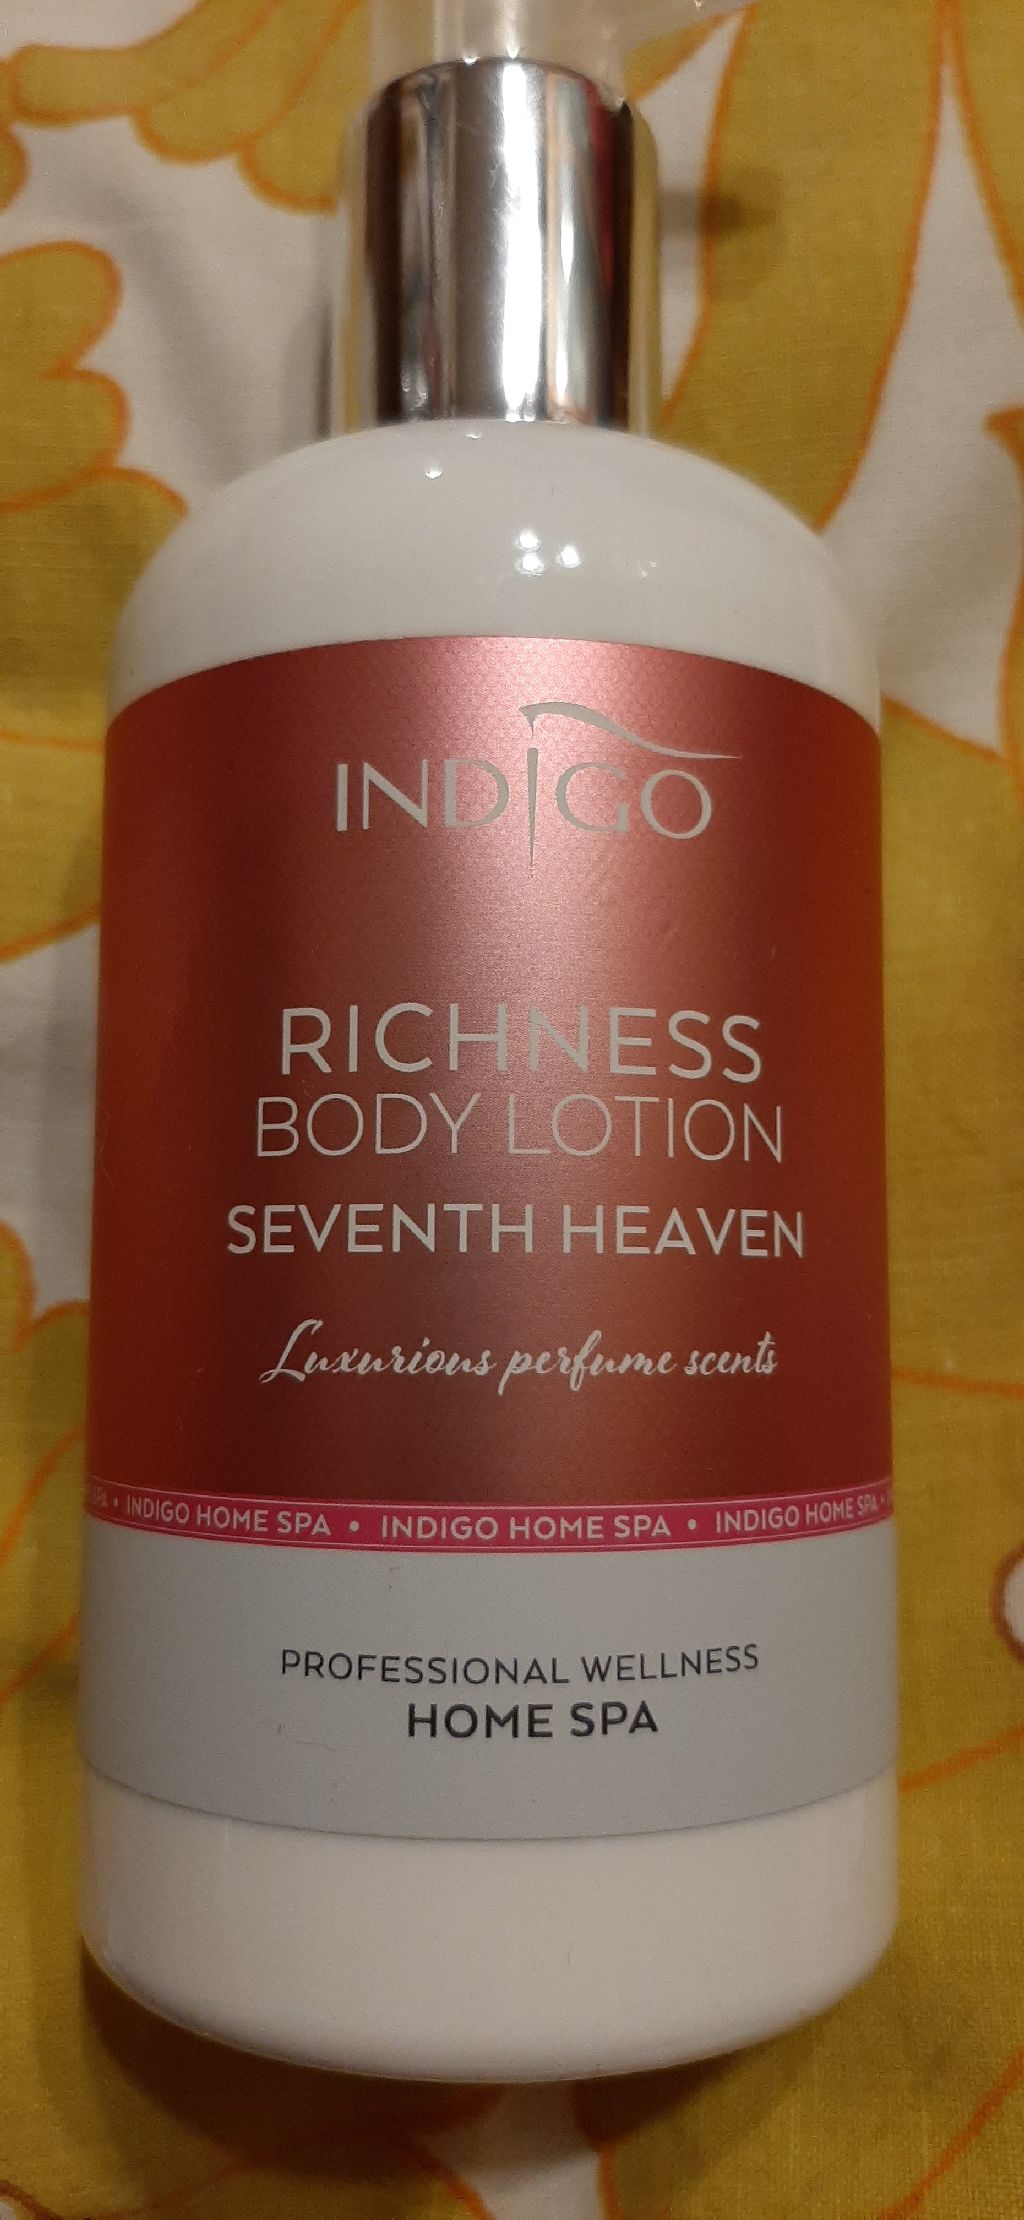 INDIGO
RICHNESS
BODY LOTION
SEVENTH HEAVEN
Luxurious perfume scents
SPA • INDIGO HOME SPA • INDIGO HOME SPA • INDIGO HOME SPA •
PROFESSIONAL WELLNESS
HOME SPA